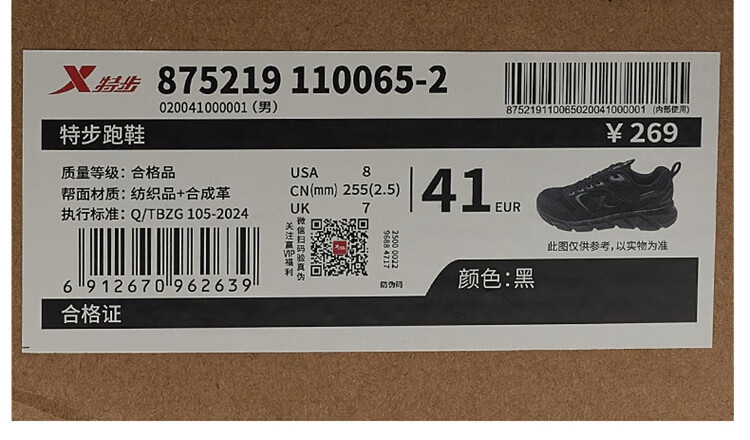 X 特步 875219 110065-2
020041000001 (男)
875219110065020041000001 (内部使用)
特步跑鞋 ¥ 269
质量等级: 合格品
帮面材质: 纺织品+合成革
执行标准: Q/TBZG 105-2024
USA 8
CN(mm) 255(2.5)
UK 7
41 EUR
此图仅供参考,以实物为准
6 912670 962639
微信扫码验真伪
关注赢VIP福利
2500 0022
9688 4717
防伪码
颜色: 黑
合格证